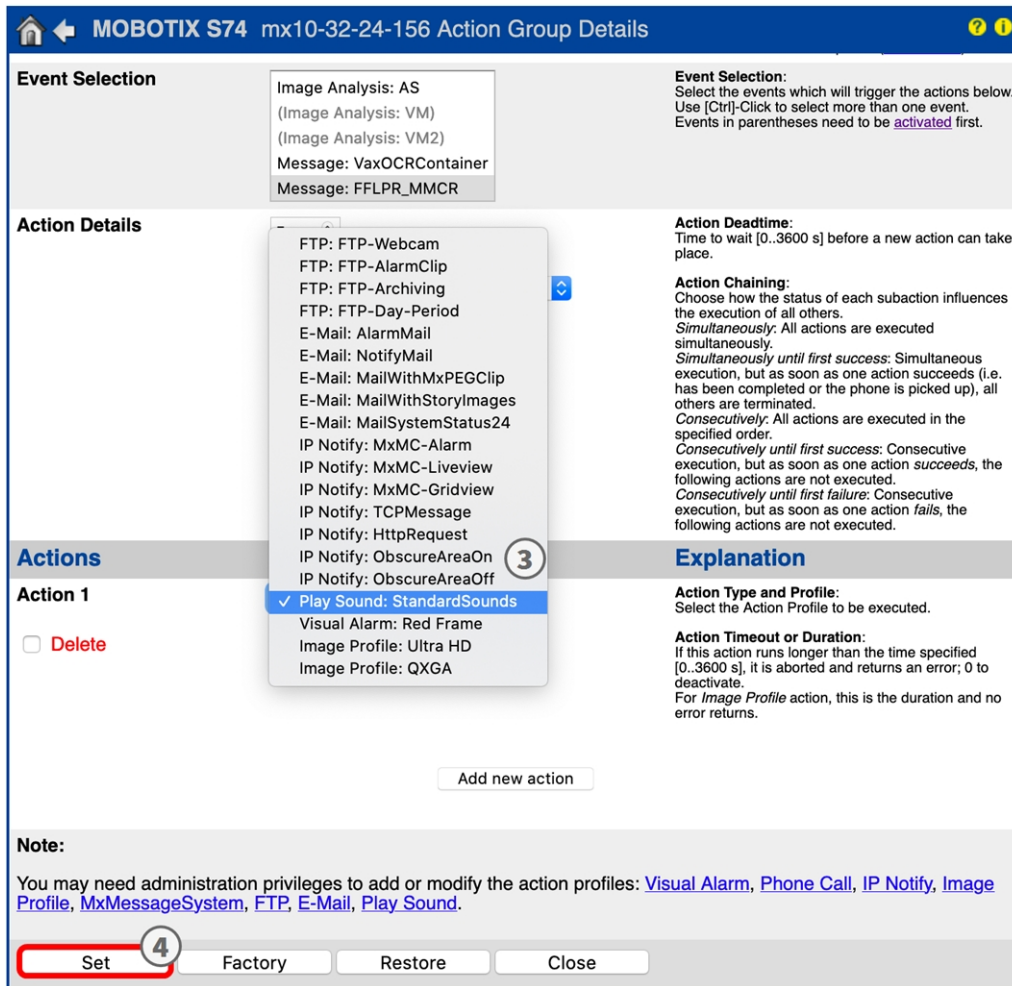 MOBOTIX S74 mx10-32-24-156 Action Group Details
? i
Event Selection
Image Analysis: AS
(Image Analysis: VM)
(Image Analysis: VM2)
Message: VaxOCRContainer
Message: FFLPR_MMCR
Event Selection:
Select the events which will trigger the actions below.
Use [Ctrl]-Click to select more than one event.
Events in parentheses need to be activated first.
Action Details
FTP: FTP-Webcam
FTP: FTP-AlarmClip
FTP: FTP-Archiving
FTP: FTP-Day-Period
E-Mail: AlarmMail
E-Mail: NotifyMail
E-Mail: MailWithMxPEGClip
E-Mail: MailWithStoryImages
E-Mail: MailSystemStatus24
IP Notify: MxMC-Alarm
IP Notify: MxMC-Liveview
IP Notify: MxMC-Gridview
IP Notify: TCPMessage
IP Notify: HttpRequest
IP Notify: ObscureAreaOn
IP Notify: ObscureAreaOff
✓ Play Sound: StandardSounds
Visual Alarm: Red Frame
Image Profile: Ultra HD
Image Profile: QXGA
3
Action Deadtime:
Time to wait [0..3600 s] before a new action can take
place.
Action Chaining:
Choose how the status of each subaction influences
the execution of all others.
Simultaneously: All actions are executed
simultaneously.
Simultaneously until first success: Simultaneous
execution, but as soon as one action succeeds (i.e.
has been completed or the phone is picked up), all
others are terminated.
Consecutively: All actions are executed in the
specified order.
Consecutively until first success: Consecutive
execution, but as soon as one action succeeds, the
following actions are not executed.
Consecutively until first failure: Consecutive
execution, but as soon as one action fails, the
following actions are not executed.
Actions
Explanation
Action 1
Delete
Action Type and Profile:
Select the Action Profile to be executed.
Action Timeout or Duration:
If this action runs longer than the time specified
[0..3600 s], it is aborted and returns an error; 0 to
deactivate.
For Image Profile action, this is the duration and no
error returns.
Add new action
Note:
You may need administration privileges to add or modify the action profiles: Visual Alarm, Phone Call, IP Notify, Image
Profile, MxMessageSystem, FTP, E-Mail, Play Sound.
4
Set
Factory
Restore
Close